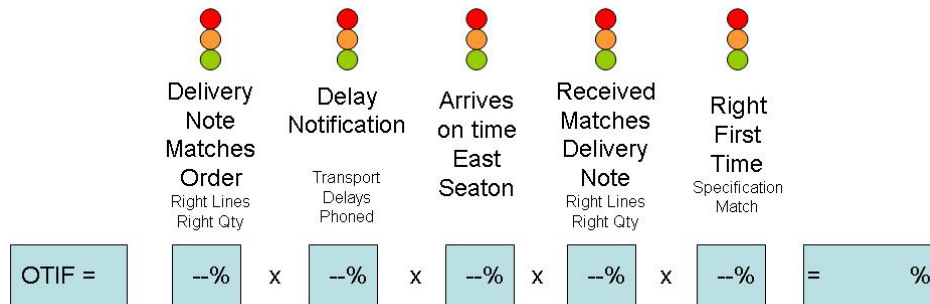 Delivery
Note
Matches
Order
Right Lines
Right Qty
Delay
Notification
Transport
Delays
Phoned
Arrives
on time
East
Seaton
Received
Matches
Delivery
Note
Right Lines
Right Qty
Right
First
Time
Specification
Match
OTIF = --% x --% x --% x --% x --% = %